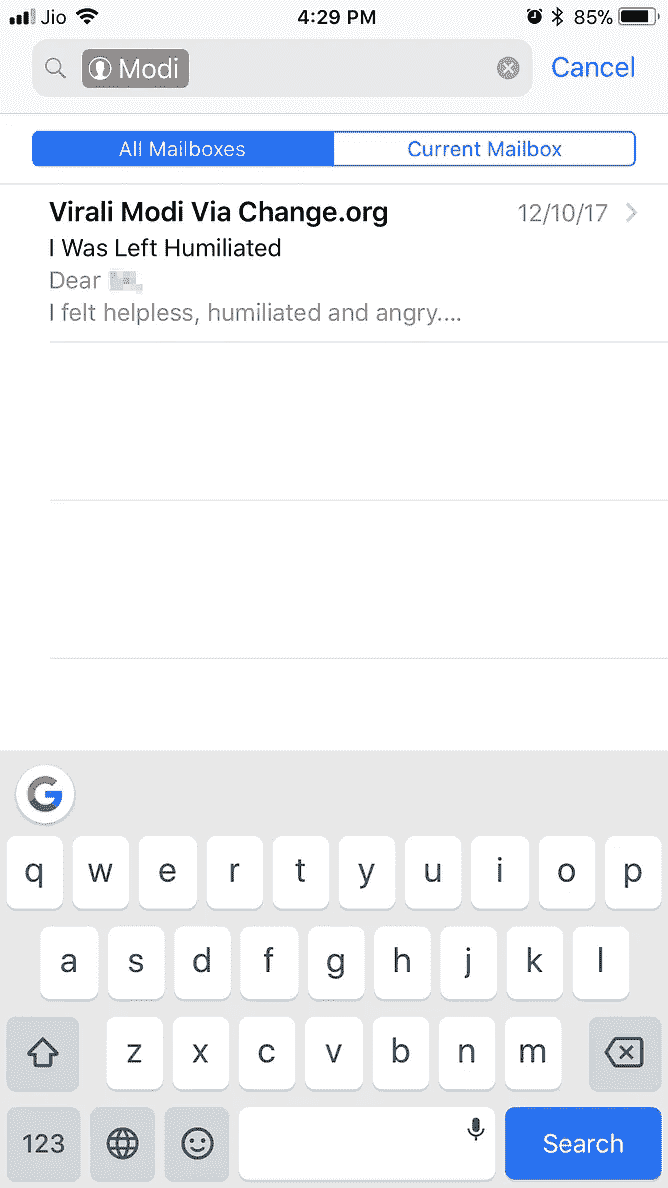 Jio 4:29 PM 85%
Modi Cancel
All Mailboxes Current Mailbox
Virali Modi Via Change.org 12/10/17
I Was Left Humiliated
Dear
I felt helpless, humiliated and angry....
G
q w e r t y u i o p
a s d f g h j k l
z x c v b n m
123 Search